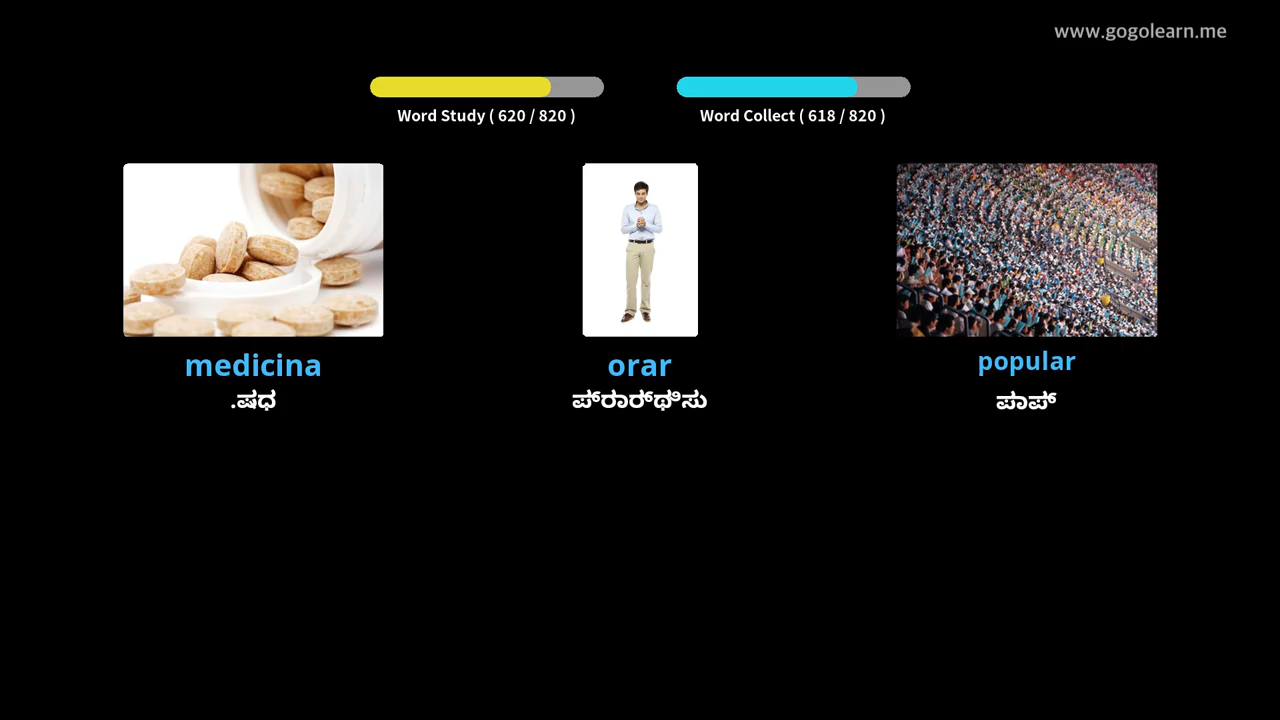 www.gogolearn.me
Word Study ( 620 / 820 )
Word Collect ( 618 / 820 )
medicina
orar
popular
.ಷಧ
ಪ್ರಾರ್ಥಿಸು
ಪಾಪ್